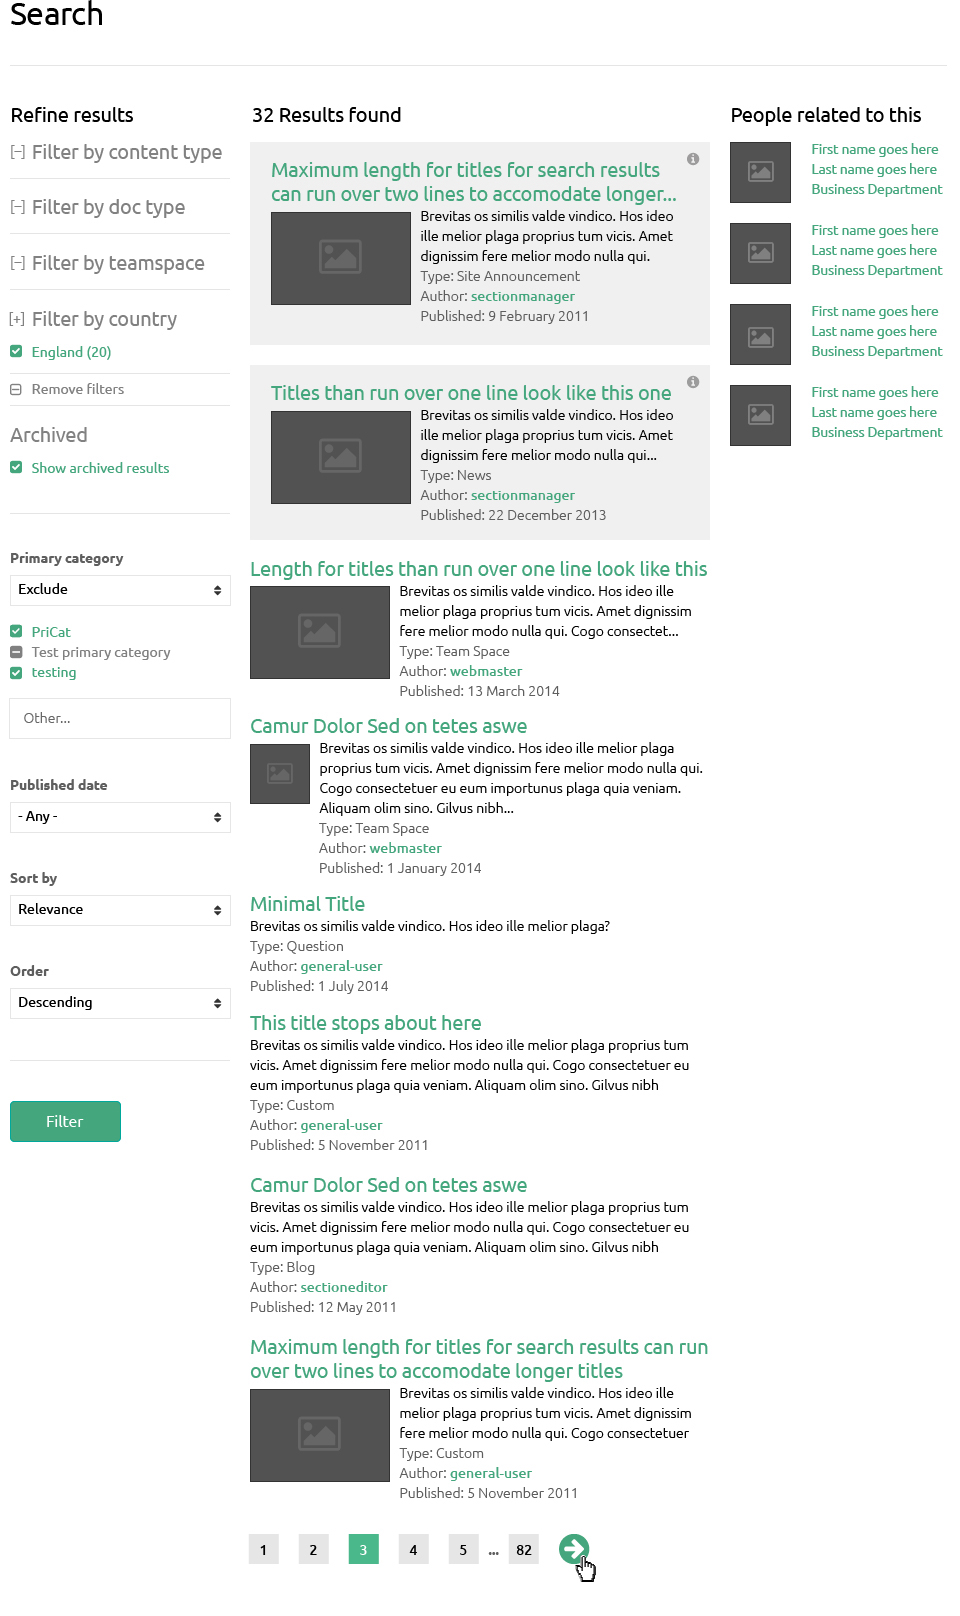 Search
Refine results
[−] Filter by content type
[−] Filter by doc type
[−] Filter by teamspace
[+] Filter by country
England (20)
Remove filters
Archived
Show archived results
Primary category
Exclude
PriCat
Test primary category
testing
Other...
Published date
- Any -
Sort by
Relevance
Order
Descending
Filter
32 Results found
Maximum length for titles for search results
can run over two lines to accomodate longer...
Brevitas os similis valde vindico. Hos ideo
ille melior plaga proprius tum vicis. Amet
dignissim fere melior modo nulla qui.
Type: Site Announcement
Author: sectionmanager
Published: 9 February 2011
Titles than run over one line look like this one
Brevitas os similis valde vindico. Hos ideo
ille melior plaga proprius tum vicis. Amet
dignissim fere melior modo nulla qui...
Type: News
Author: sectionmanager
Published: 22 December 2013
Length for titles than run over one line look like this
Brevitas os similis valde vindico. Hos ideo ille
melior plaga proprius tum vicis. Amet dignissim
fere melior modo nulla qui. Cogo consectet...
Type: Team Space
Author: webmaster
Published: 13 March 2014
Camur Dolor Sed on tetes aswe
Brevitas os similis valde vindico. Hos ideo ille melior plaga
proprius tum vicis. Amet dignissim fere melior modo nulla qui.
Cogo consectetuer eu eum importunus plaga quia veniam.
Aliquam olim sino. Gilvus nibh...
Type: Team Space
Author: webmaster
Published: 1 January 2014
Minimal Title
Brevitas os similis valde vindico. Hos ideo ille melior plaga?
Type: Question
Author: general-user
Published: 1 July 2014
This title stops about here
Brevitas os similis valde vindico. Hos ideo ille melior plaga proprius tum
vicis. Amet dignissim fere melior modo nulla qui. Cogo consectetuer eu
eum importunus plaga quia veniam. Aliquam olim sino. Gilvus nibh
Type: Custom
Author: general-user
Published: 5 November 2011
Camur Dolor Sed on tetes aswe
Brevitas os similis valde vindico. Hos ideo ille melior plaga proprius tum
vicis. Amet dignissim fere melior modo nulla qui. Cogo consectetuer eu
eum importunus plaga quia veniam. Aliquam olim sino. Gilvus nibh
Type: Blog
Author: sectioneditor
Published: 12 May 2011
Maximum length for titles for search results can run
over two lines to accomodate longer titles
Brevitas os similis valde vindico. Hos ideo ille
melior plaga proprius tum vicis. Amet dignissim
fere melior modo nulla qui. Cogo consectetuer
Type: Custom
Author: general-user
Published: 5 November 2011
1 2 3 4 5 ... 82
People related to this
First name goes here
Last name goes here
Business Department
First name goes here
Last name goes here
Business Department
First name goes here
Last name goes here
Business Department
First name goes here
Last name goes here
Business Department